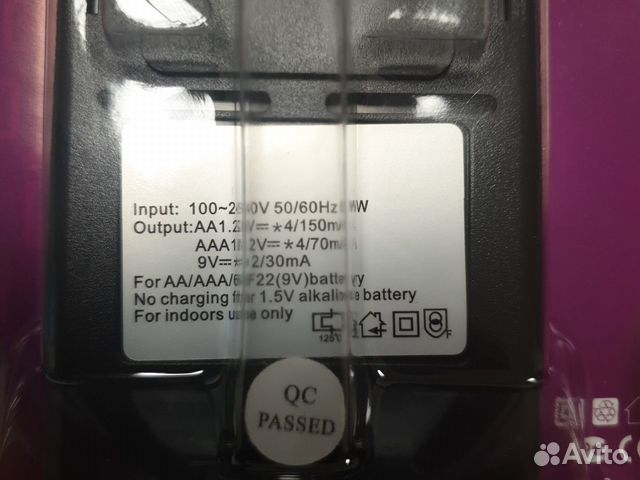 Input: 100~240V 50/60Hz
Output:AA1.2V⎓*4/150mA
AAA1.2V⎓*4/70mA
9V⎓*2/30mA
For AA/AAA/6F22(9V)battery
No charging for 1.5V alkaline battery
For indoors use only
125℃
F
QC
PASSED
Avito